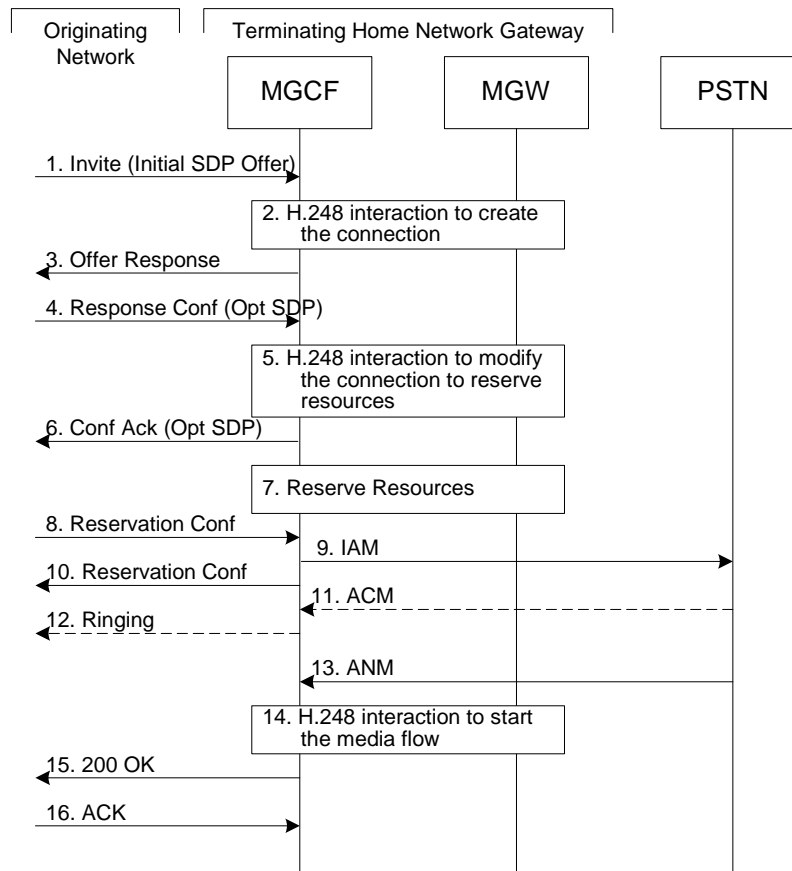 Originating
Network
Terminating Home Network Gateway
MGCF
MGW
PSTN
1. Invite (Initial SDP Offer)
2. H.248 interaction to create
the connection
3. Offer Response
4. Response Conf (Opt SDP)
5. H.248 interaction to modify
the connection to reserve
resources
6. Conf Ack (Opt SDP)
7. Reserve Resources
8. Reservation Conf
9. IAM
10. Reservation Conf
11. ACM
12. Ringing
13. ANM
14. H.248 interaction to start
the media flow
15. 200 OK
16. ACK